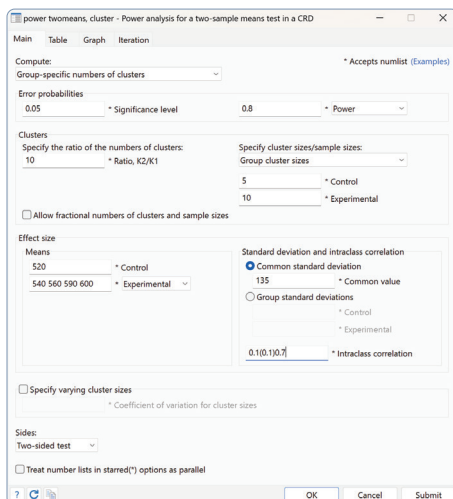 power twomeans, cluster - Power analysis for a two-sample means test in a CRD
Main Table Graph Iteration
Compute: * Accepts numlist (Examples)
Group-specific numbers of clusters
Error probabilities
0.05 * Significance level 0.8 * Power
Clusters
Specify the ratio of the numbers of clusters: Specify cluster sizes/sample sizes:
10 * Ratio, K2/K1 Group cluster sizes
5 * Control
10 * Experimental
Allow fractional numbers of clusters and sample sizes
Effect size
Means Standard deviation and intraclass correlation
520 * Control Common standard deviation
540 560 590 600 * Experimental 135 * Common value
Group standard deviations
* Control
* Experimental
0.1(0.1)0.7 * Intraclass correlation
Specify varying cluster sizes
* Coefficient of variation for cluster sizes
Sides:
Two-sided test
Treat number lists in starred(*) options as parallel
? OK Cancel Submit